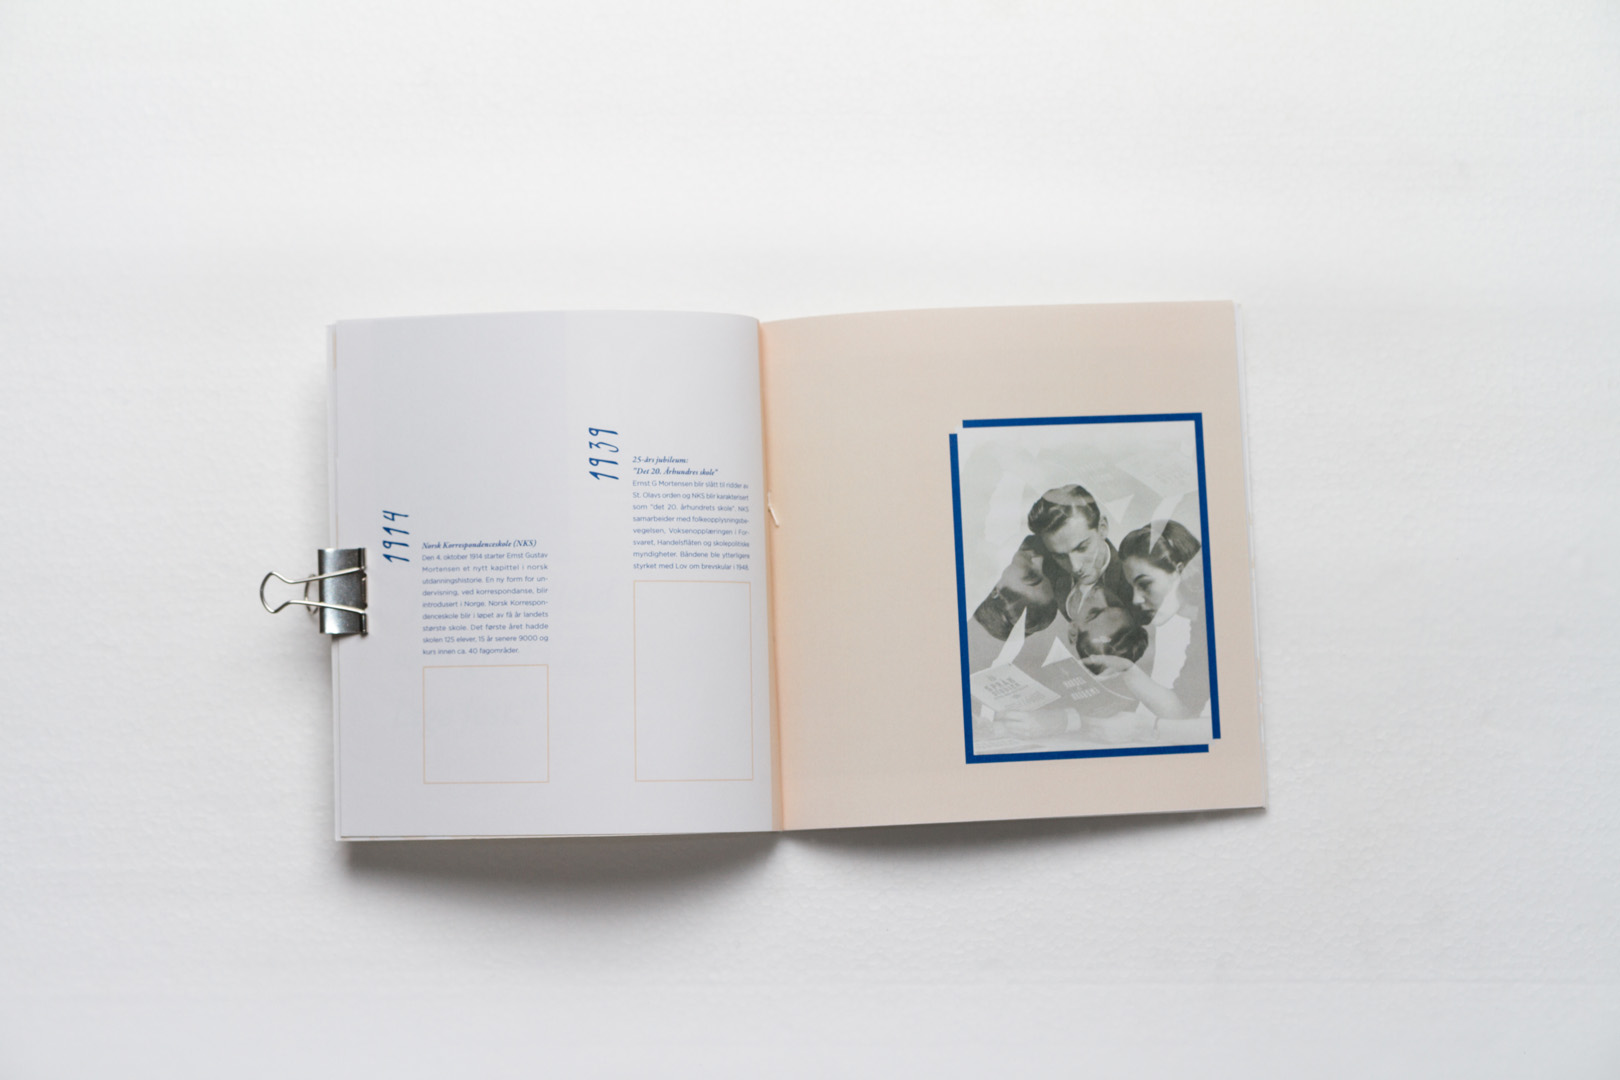 1914
Norsk Korrespondenceskole (NKS)
Den 4. oktober 1914 starter Ernst Gustav
Mortensen et nytt kapittel i norsk
utdanningshistorie. En ny form for un-
dervisning, ved korrespondanse, blir
introdusert i Norge. Norsk Korrespon-
denceskole blir i løpet av få år landets
største skole. Det første året hadde
skolen 125 elever, 15 år senere 9000 og
kurs innen ca. 40 fagområder.
1939
25-års jubileum:
"Det 20. Århundres skole"
Ernst G Mortensen blir slått til ridder av
St. Olavs orden og NKS blir karakterisert
som "det 20. århundrets skole". NKS
samarbeider med folkeopplysningsbe-
vegelsen, Voksenopplæringen i For-
svaret, Handelsflåten og skolepolitiske
myndigheter. Båndene ble ytterligere
styrket med Lov om brevskular i 1948.
SPRÅK